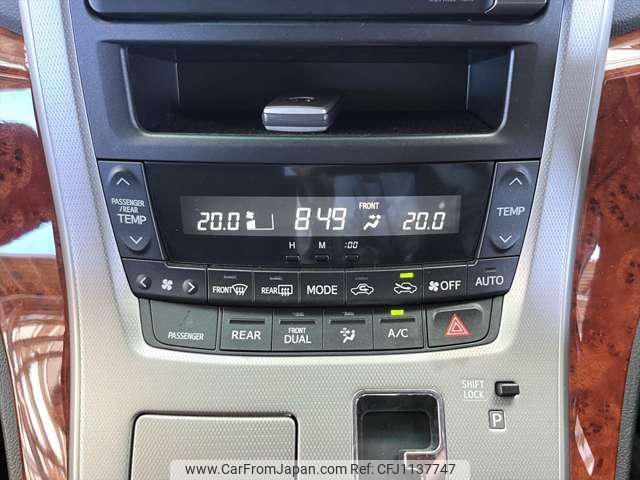 FRONT
20.0 8:49 20.0
PASSENGER
/REAR
TEMP
TEMP
H M :00
FRONT REAR MODE OFF AUTO
PASSENGER REAR FRONT
DUAL A/C
SHIFT
LOCK
P
www.CarFromJapan.com | ID:CFJ1137747